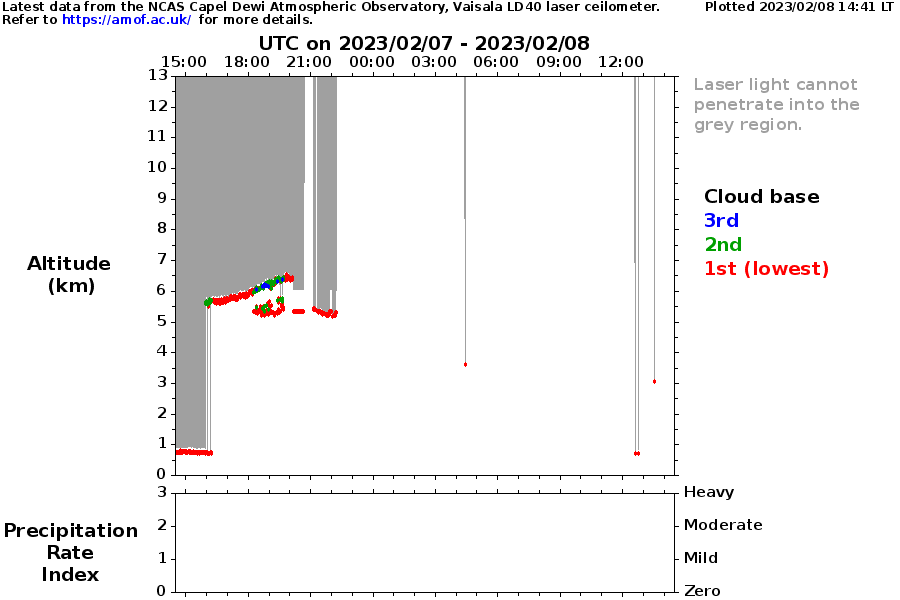 Latest data from the NCAS Capel Dewi Atmospheric Observatory, Vaisala LD40 laser ceilometer.
Plotted 2023/02/08 14:41 LT
Refer to https://amof.ac.uk/ for more details.
UTC on 2023/02/07 - 2023/02/08
15:00 18:00 21:00 00:00 03:00 06:00 09:00 12:00
13
12
11
10
9
8
7
6
5
4
3
2
1
0
Altitude
(km)
Laser light cannot
penetrate into the
grey region.
Cloud base
3rd
2nd
1st (lowest)
3
2
1
0
Precipitation
Rate
Index
Heavy
Moderate
Mild
Zero